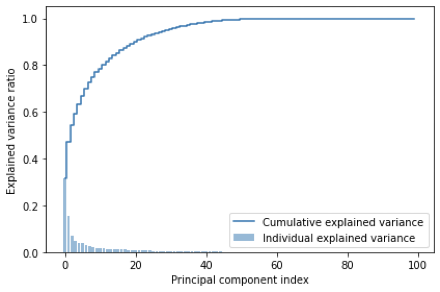 1.0
0.8
0.6
0.4
0.2
0.0
Explained variance ratio
Cumulative explained variance
Individual explained variance
0 20 40 60 80 100
Principal component index